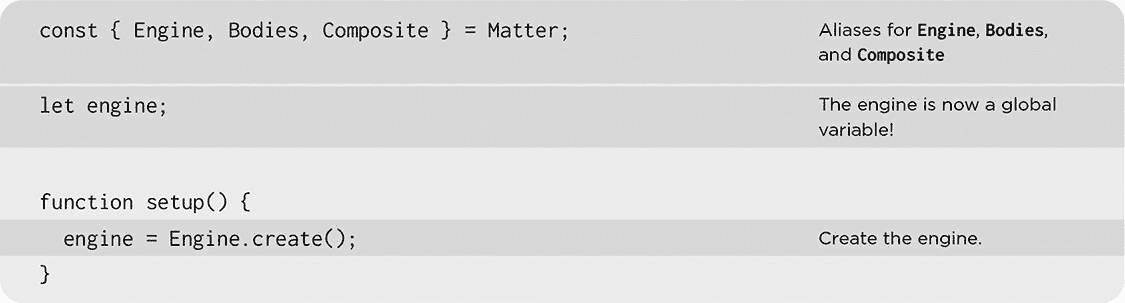 const { Engine, Bodies, Composite } = Matter;
Aliases for Engine, Bodies,
and Composite
let engine;
The engine is now a global
variable!
function setup() {
  engine = Engine.create();
Create the engine.
}